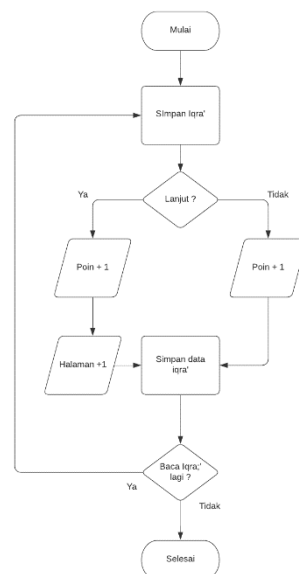 Mulai
SImpan Iqra'
Lanjut ?
Ya
Tidak
Poin + 1
Poin + 1
Halaman +1
Simpan data
iqra'
Baca Iqra;'
lagi ?
Ya
Tidak
Selesai